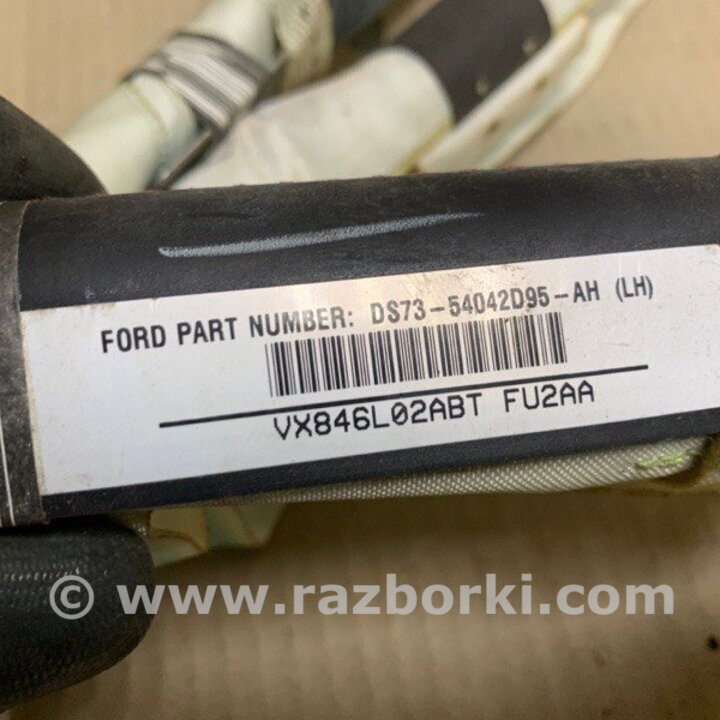 FORD PART NUMBER: DS73-54042D95-AH (LH)
VX846L02ABT FU2AA
© www.razborki.com